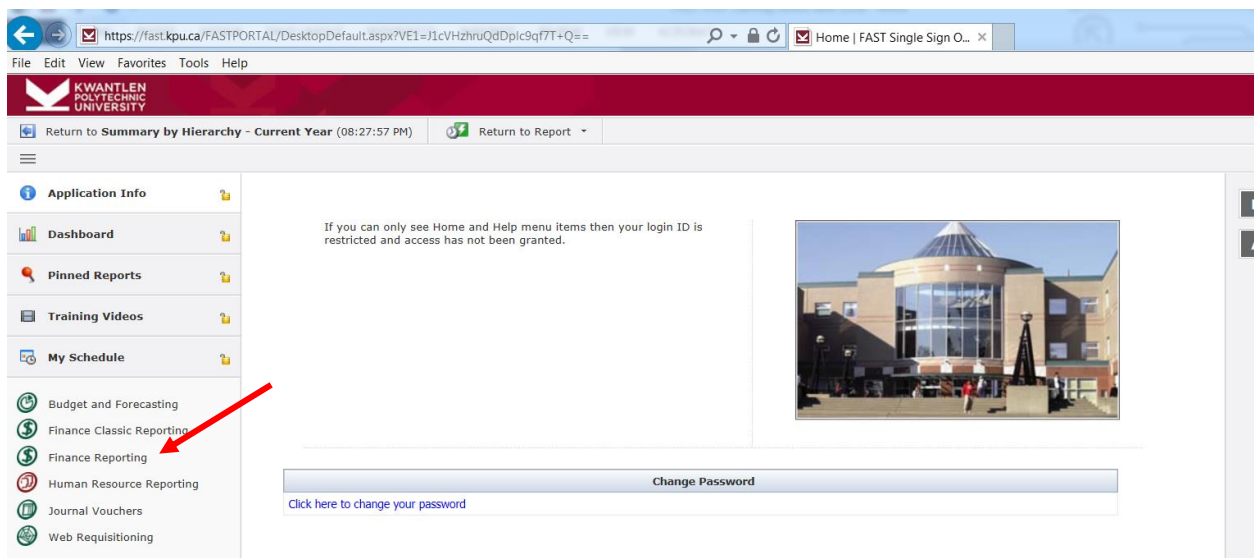 https://fast.kpu.ca/FASTPORTAL/DesktopDefault.aspx?VE1=J1cVHzhruQdDplc9qf7T+Q==
Home | FAST Single Sign O...
File Edit View Favorites Tools Help
KWANTLEN
POLYTECHNIC
UNIVERSITY
Return to Summary by Hierarchy - Current Year (08:27:57 PM) Return to Report
Application Info
Dashboard
Pinned Reports
Training Videos
My Schedule
Budget and Forecasting
Finance Classic Reporting
Finance Reporting
Human Resource Reporting
Journal Vouchers
Web Requisitioning
If you can only see Home and Help menu items then your login ID is
restricted and access has not been granted.
Change Password
Click here to change your password